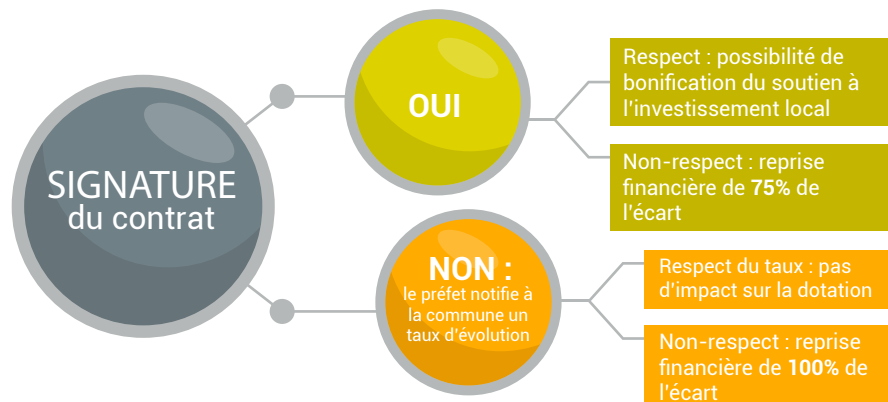 SIGNATURE
du contrat
OUI
Respect : possibilité de
bonification du soutien à
l'investissement local
Non-respect : reprise
financière de 75% de
l'écart
NON :
le préfet notifie à
la commune un
taux d'évolution
Respect du taux : pas
d'impact sur la dotation
Non-respect : reprise
financière de 100% de
l'écart